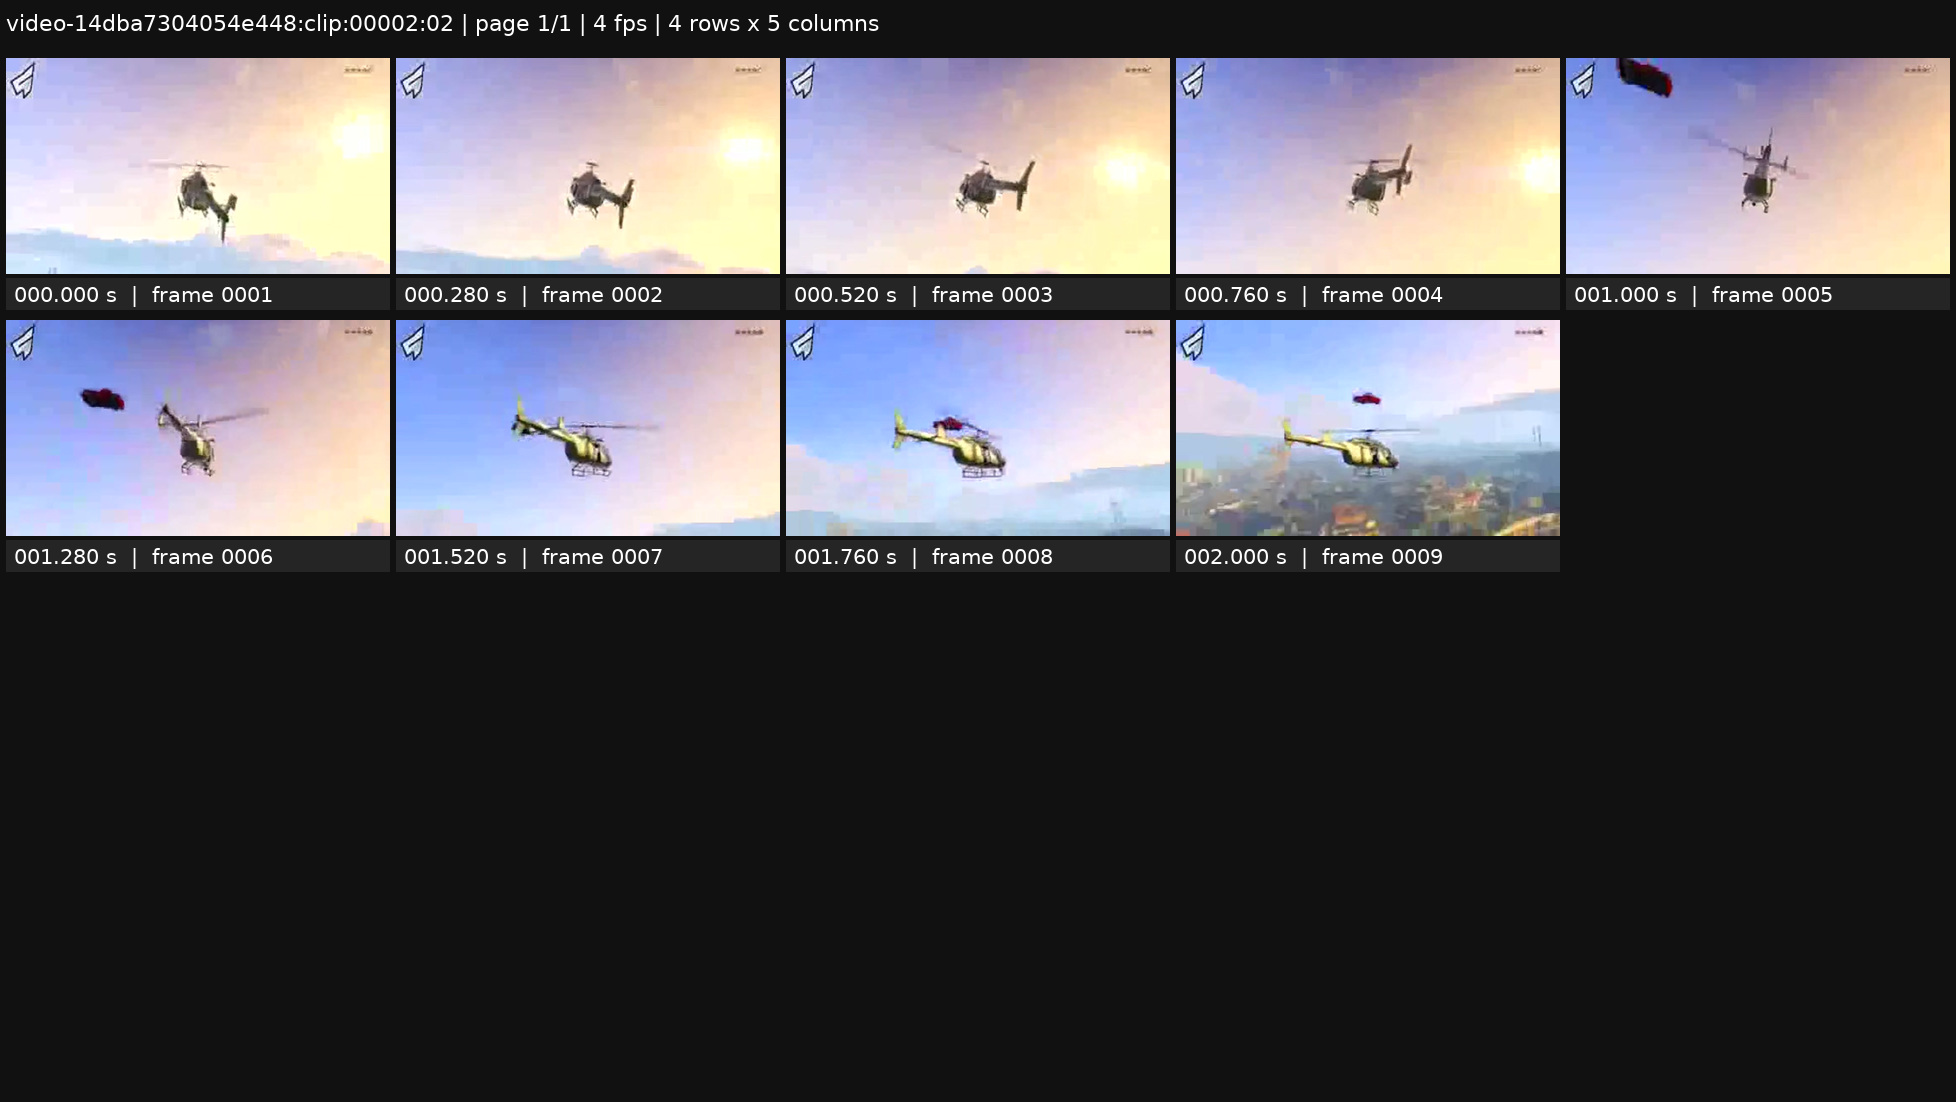 video-14dba7304054e448:clip:00002:02 | page 1/1 | 4 fps | 4 rows x 5 columns
000.000 s | frame 0001
000.280 s | frame 0002
000.520 s | frame 0003
000.760 s | frame 0004
001.000 s | frame 0005
001.280 s | frame 0006
001.520 s | frame 0007
001.760 s | frame 0008
002.000 s | frame 0009